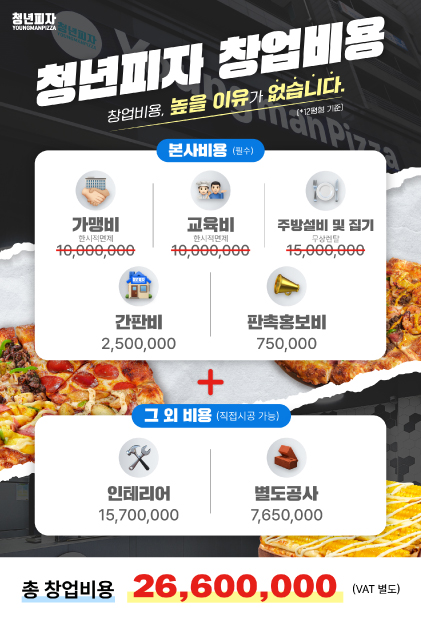 청년피자
YOUNGMANPIZZA
청년피자 창업비용
창업비용, 높을 이유가 없습니다.
(*12평형 기준)
본사비용 (필수)
가맹비
한시적면제
10,000,000
교육비
한시적면제
10,000,000
주방설비 및 집기
무상렌탈
15,000,000
간판비
2,500,000
판촉홍보비
750,000
+
그 외 비용 (직접시공 가능)
인테리어
15,700,000
별도공사
7,650,000
총 창업비용 26,600,000 (VAT 별도)